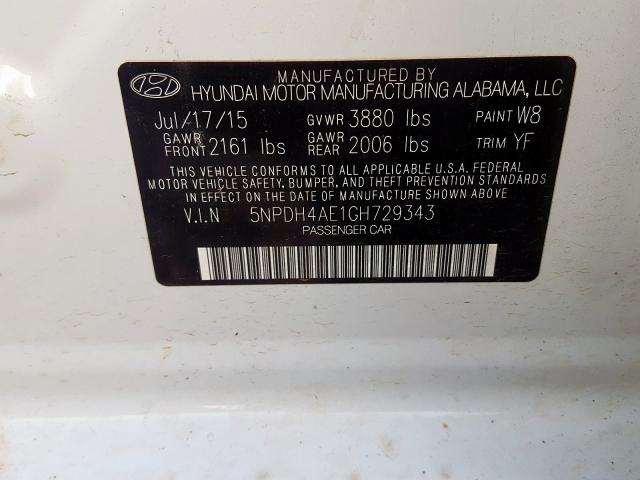 MANUFACTURED BY
HYUNDAI MOTOR MANUFACTURING ALABAMA, LLC
Jul/17/15 GVWR 3880 lbs PAINT W8
GAWR FRONT 2161 lbs GAWR REAR 2006 lbs TRIM YF
THIS VEHICLE CONFORMS TO ALL APPLICABLE U.S.A. FEDERAL
MOTOR VEHICLE SAFETY, BUMPER, AND THEFT PREVENTION STANDARDS
IN EFFECT ON THE DATE OF MANUFACTURE SHOWN ABOVE
V.I.N 5NPDH4AE1GH729343
PASSENGER CAR